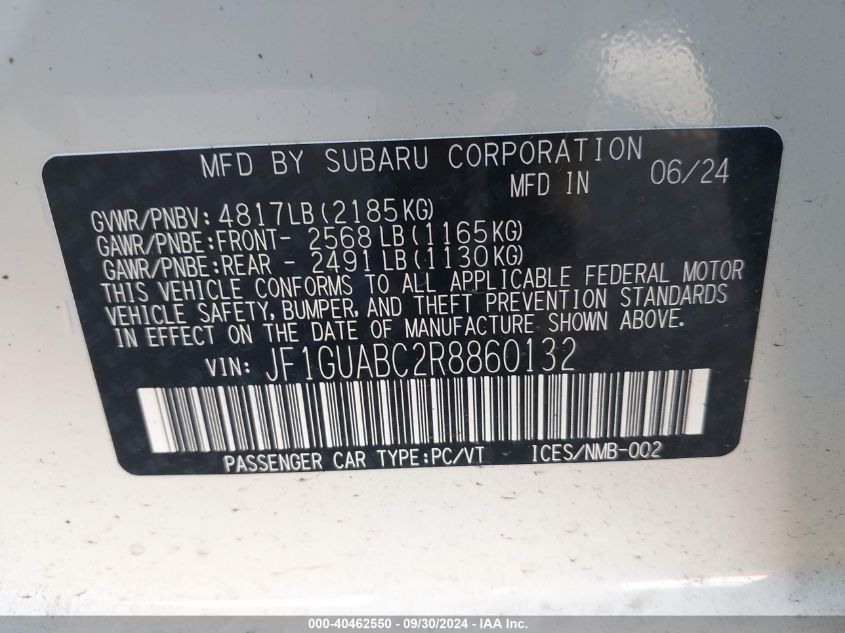 MFD BY SUBARU CORPORATION
MFD IN 06/24
GVWR/PNBV: 4817LB(2185KG)
GAWR/PNBE:FRONT- 2568LB(1165KG)
GAWR/PNBE:REAR - 2491LB(1130KG)
THIS VEHICLE CONFORMS TO ALL APPLICABLE FEDERAL MOTOR
VEHICLE SAFETY, BUMPER, AND THEFT PREVENTION STANDARDS
IN EFFECT ON THE DATE OF MANUFACTURE SHOWN ABOVE.
VIN: JF1GUABC2R8860132
PASSENGER CAR TYPE:PC/VT ICES/NMB-002
000-40462550 - 09/30/2024 - IAA Inc.